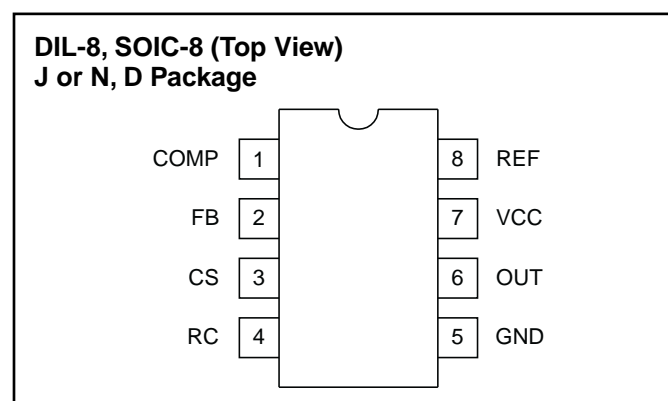 DIL-8, SOIC-8 (Top View)
J or N, D Package
COMP 1 8 REF
FB 2 7 VCC
CS 3 6 OUT
RC 4 5 GND